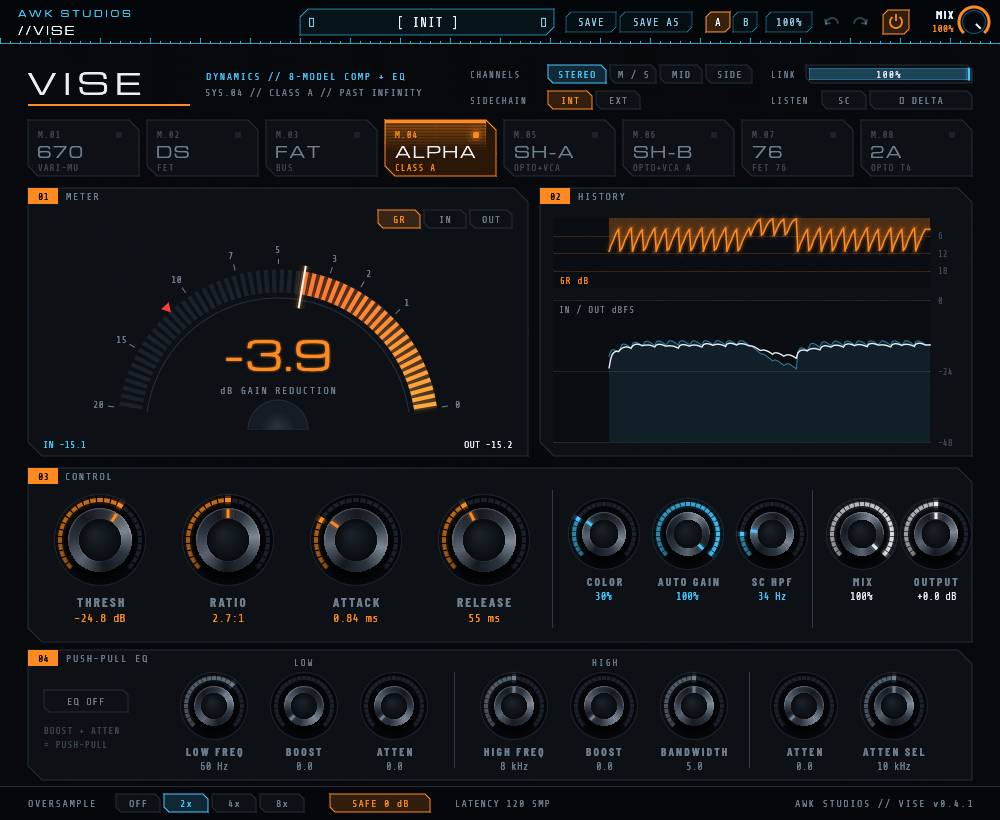 AWK STUDIOS
//VISE
[ INIT ]
SAVE
SAVE AS
A
B
100%
MIX
100%
VISE
DYNAMICS // 8-MODEL COMP + EQ
SYS.04 // CLASS A // PAST INFINITY
CHANNELS
STEREO
M / S
MID
SIDE
LINK
100%
SIDECHAIN
INT
EXT
LISTEN
SC
DELTA
M.01
670
VARI-MU
M.02
DS
FET
M.03
FAT
BUS
M.04
ALPHA
CLASS A
M.05
SH-A
OPTO+VCA
M.06
SH-B
OPTO+VCA A
M.07
76
FET 76
M.08
2A
OPTO T4
01 METER
GR
IN
OUT
20
15
10
7
5
3
2
1
0
-3.9
dB GAIN REDUCTION
IN -15.1
OUT -15.2
02 HISTORY
6
12
18
GR dB
0
IN / OUT dBFS
-24
-48
03 CONTROL
THRESH
-24.8 dB
RATIO
2.7:1
ATTACK
0.84 ms
RELEASE
55 ms
COLOR
30%
AUTO GAIN
100%
SC HPF
34 Hz
MIX
100%
OUTPUT
+0.0 dB
04 PUSH-PULL EQ
EQ OFF
BOOST + ATTEN
= PUSH-PULL
LOW
LOW FREQ
60 Hz
BOOST
0.0
ATTEN
0.0
HIGH
HIGH FREQ
8 kHz
BOOST
0.0
BANDWIDTH
5.0
ATTEN
0.0
ATTEN SEL
10 kHz
OVERSAMPLE
OFF
2x
4x
8x
SAFE 0 dB
LATENCY 120 SMP
AWK STUDIOS // VISE v0.4.1